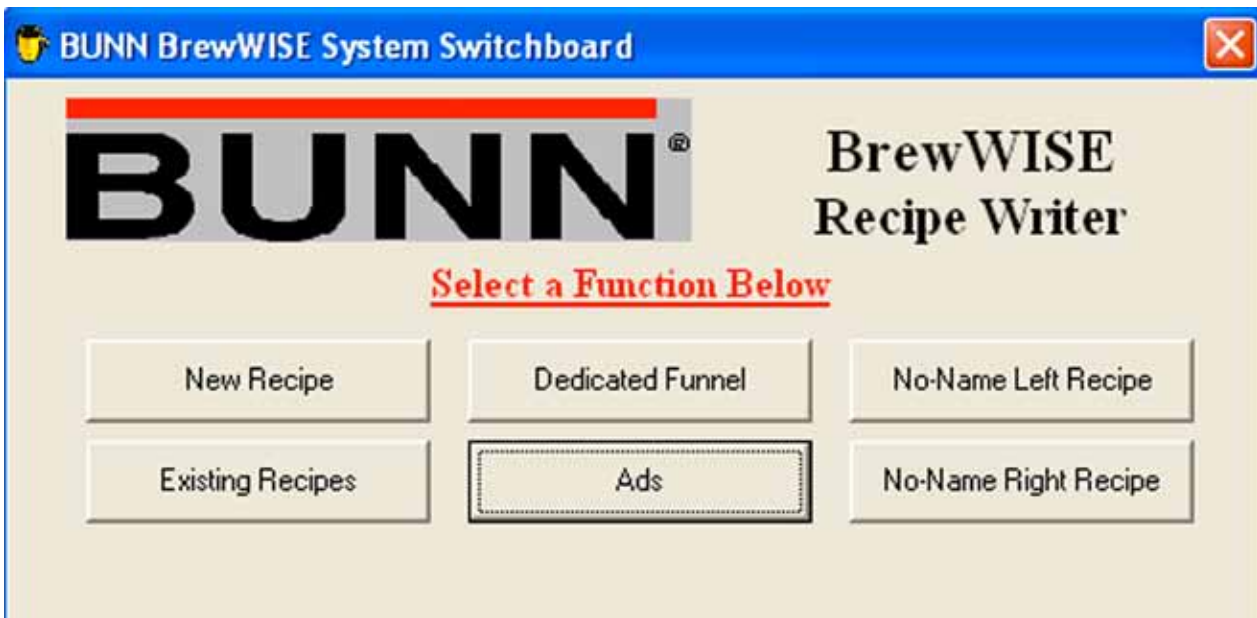 BUNN BrewWISE System Switchboard
BUNN®
BrewWISE
Recipe Writer
Select a Function Below
New Recipe
Dedicated Funnel
No-Name Left Recipe
Existing Recipes
Ads
No-Name Right Recipe